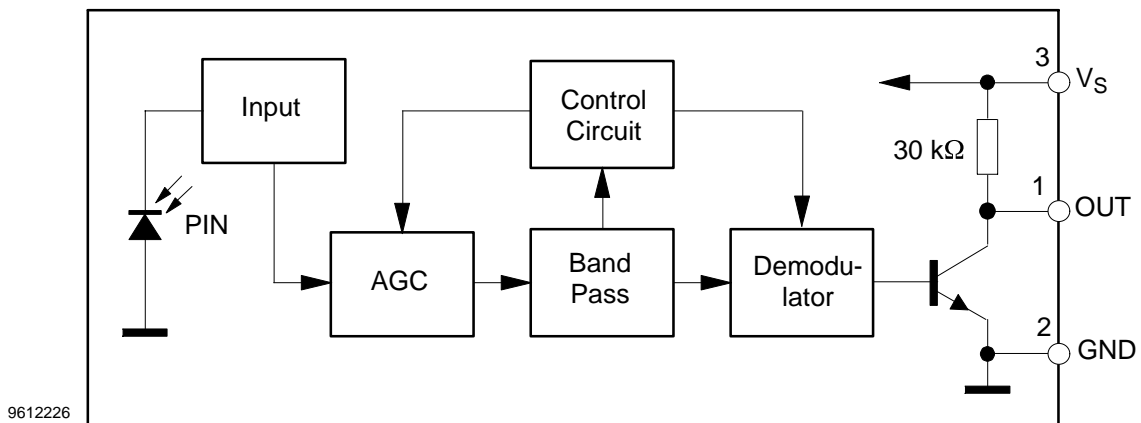 Input
Control
Circuit
3
V_S
30 kΩ
1
OUT
PIN
AGC
Band
Pass
Demodu-
lator
2
GND
9612226